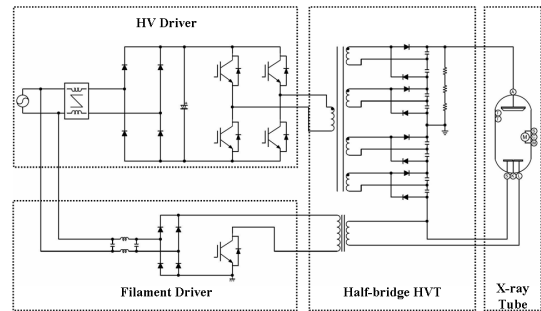 HV Driver
Filament Driver
Half-bridge HVT
X-ray
Tube
M